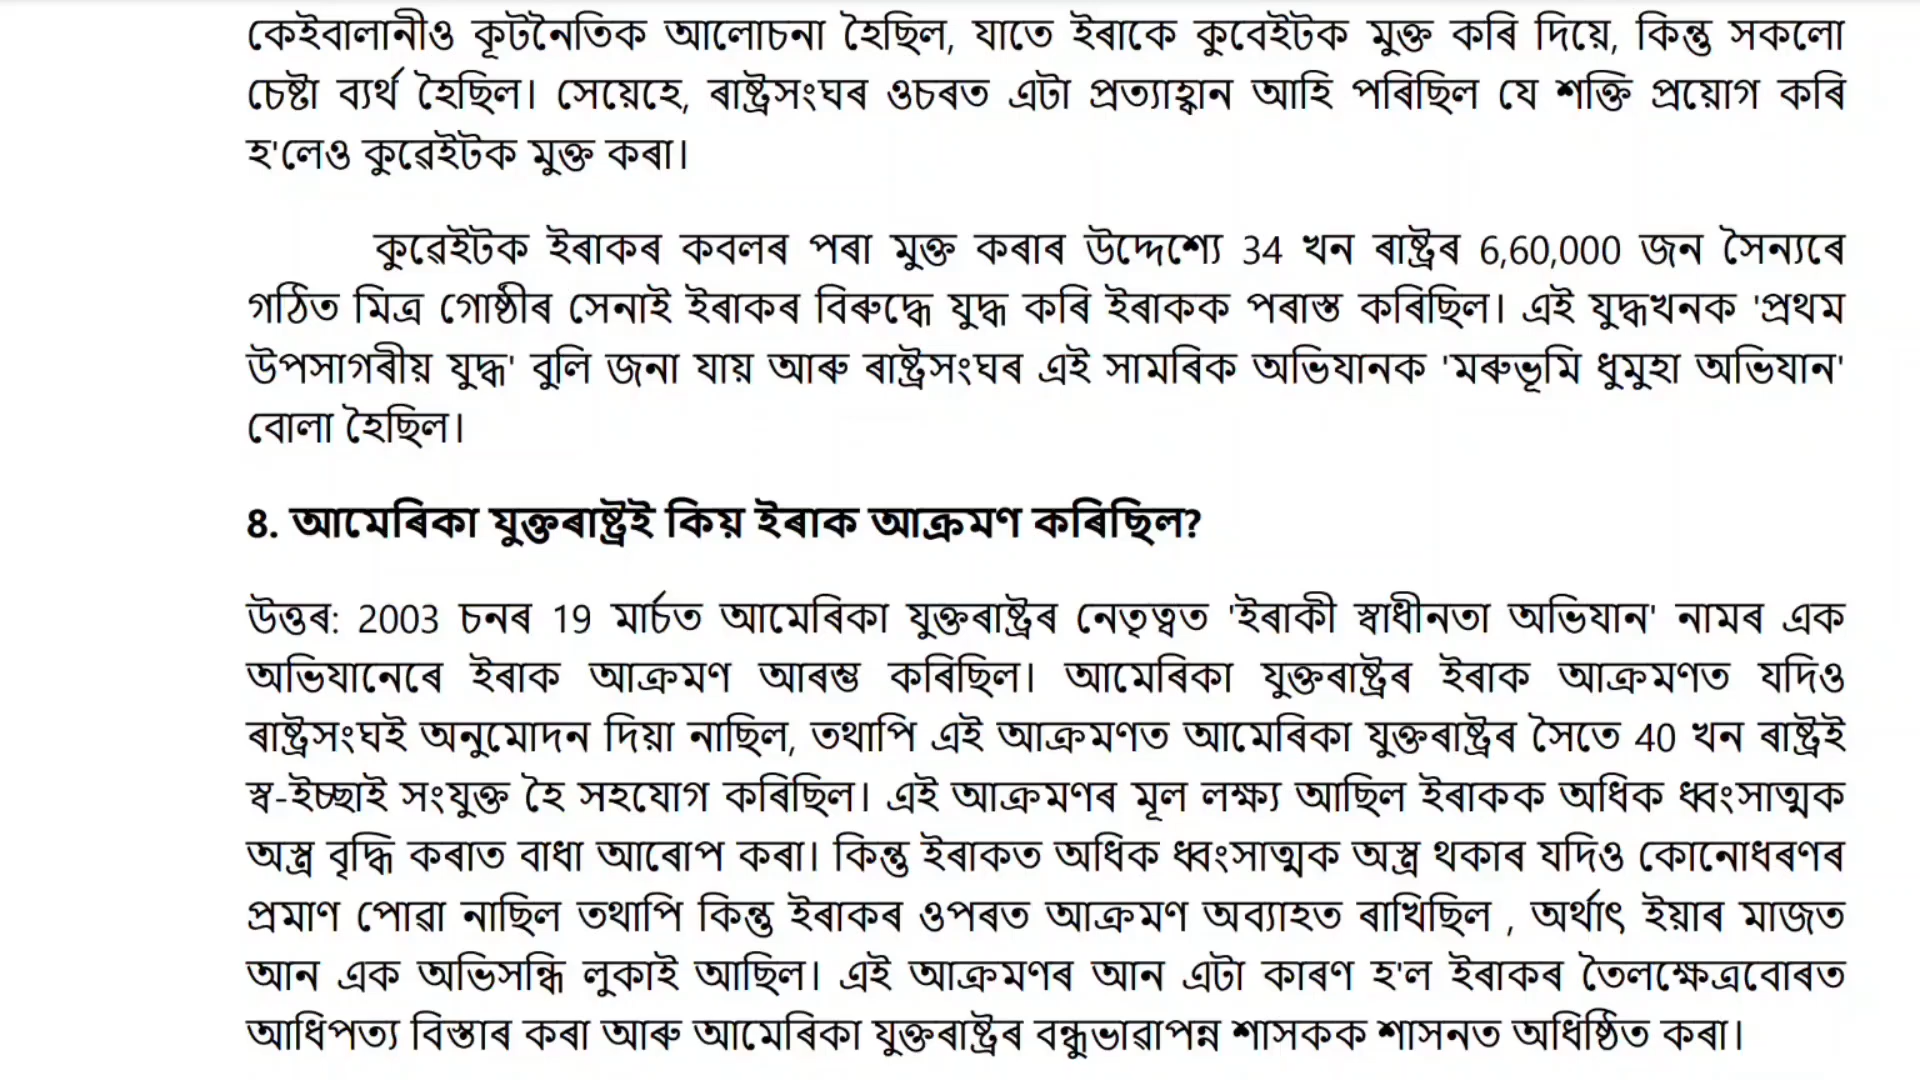 কেইবালানীও কূটনৈতিক আলোচনা হৈছিল, যাতে ইৰাকে কুবেইটক মুক্ত কৰি দিয়ে, কিন্তু সকলো
চেষ্টা ব্যৰ্থ হৈছিল। সেয়েহে, ৰাষ্ট্ৰসংঘৰ ওচৰত এটা প্ৰত্যাহ্বান আহি পৰিছিল যে শক্তি প্ৰয়োগ কৰি
হ'লেও কুৱেইটক মুক্ত কৰা।
কুৱেইটক ইৰাকৰ কবলৰ পৰা মুক্ত কৰাৰ উদ্দেশ্যে 34 খন ৰাষ্ট্ৰৰ 6,60,000 জন সৈন্যৰে
গঠিত মিত্ৰ গোষ্ঠীৰ সেনাই ইৰাকৰ বিৰুদ্ধে যুদ্ধ কৰি ইৰাকক পৰাস্ত কৰিছিল। এই যুদ্ধখনক 'প্ৰথম
উপসাগৰীয় যুদ্ধ' বুলি জনা যায় আৰু ৰাষ্ট্ৰসংঘৰ এই সামৰিক অভিযানক 'মৰুভূমি ধুমুহা অভিযান'
বোলা হৈছিল।
8. আমেৰিকা যুক্তৰাষ্ট্ৰই কিয় ইৰাক আক্ৰমণ কৰিছিল?
উত্তৰ: 2003 চনৰ 19 মাৰ্চত আমেৰিকা যুক্তৰাষ্ট্ৰৰ নেতৃত্বত 'ইৰাকী স্বাধীনতা অভিযান' নামৰ এক
অভিযানেৰে ইৰাক আক্ৰমণ আৰম্ভ কৰিছিল। আমেৰিকা যুক্তৰাষ্ট্ৰৰ ইৰাক আক্ৰমণত যদিও
ৰাষ্ট্ৰসংঘই অনুমোদন দিয়া নাছিল, তথাপি এই আক্ৰমণত আমেৰিকা যুক্তৰাষ্ট্ৰৰ সৈতে 40 খন ৰাষ্ট্ৰই
স্ব-ইচ্ছাই সংযুক্ত হৈ সহযোগ কৰিছিল। এই আক্ৰমণৰ মূল লক্ষ্য আছিল ইৰাকক অধিক ধ্বংসাত্মক
অস্ত্ৰ বৃদ্ধি কৰাত বাধা আৰোপ কৰা। কিন্তু ইৰাকত অধিক ধ্বংসাত্মক অস্ত্ৰ থকাৰ যদিও কোনোধৰণৰ
প্ৰমাণ পোৱা নাছিল তথাপি কিন্তু ইৰাকৰ ওপৰত আক্ৰমণ অব্যাহত ৰাখিছিল , অৰ্থাৎ ইয়াৰ মাজত
আন এক অভিসন্ধি লুকাই আছিল। এই আক্ৰমণৰ আন এটা কাৰণ হ'ল ইৰাকৰ তৈলক্ষেত্ৰবোৰত
আধিপত্য বিস্তাৰ কৰা আৰু আমেৰিকা যুক্তৰাষ্ট্ৰৰ বন্ধুভাৱাপন্ন শাসকক শাসনত অধিষ্ঠিত কৰা।